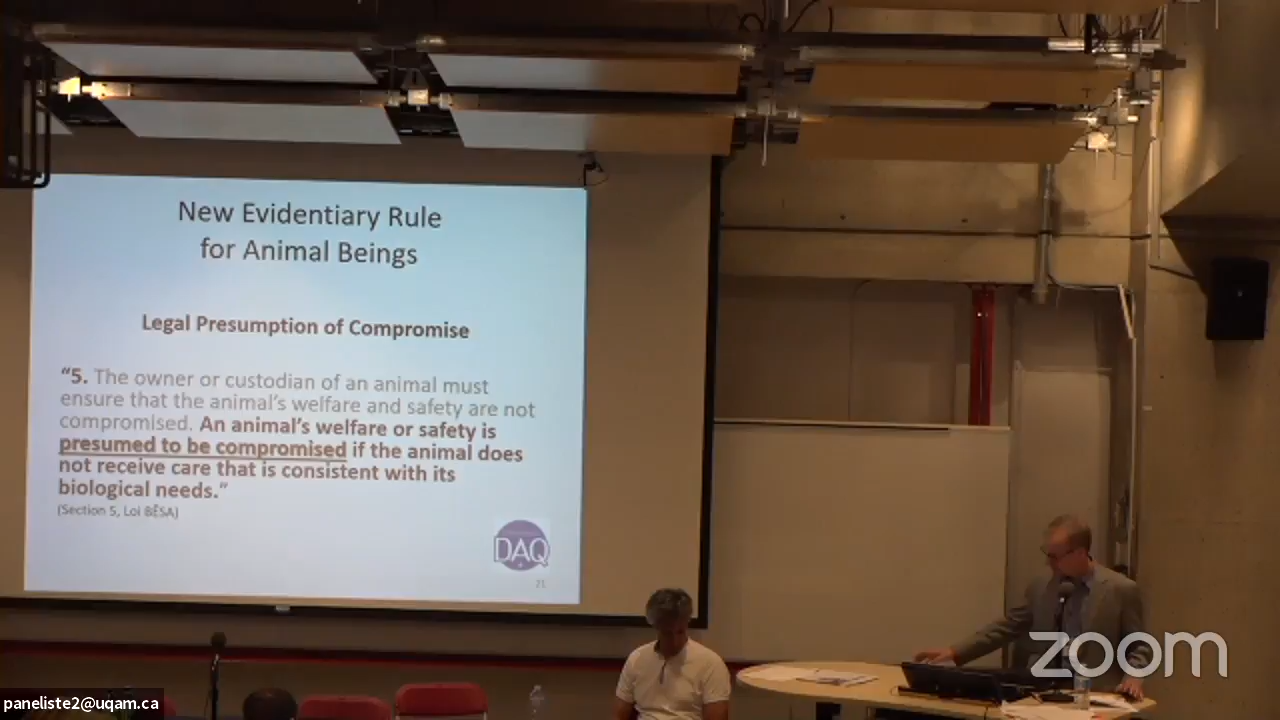 New Evidentiary Rule
for Animal Beings
Legal Presumption of Compromise
“5. The owner or custodian of an animal must
ensure that the animal’s welfare and safety are not
compromised. An animal’s welfare or safety is
presumed to be compromised if the animal does
not receive care that is consistent with its
biological needs.”
(Section 5, Loi BÊSA)
DAQ
21
zoom
paneliste2@uqam.ca